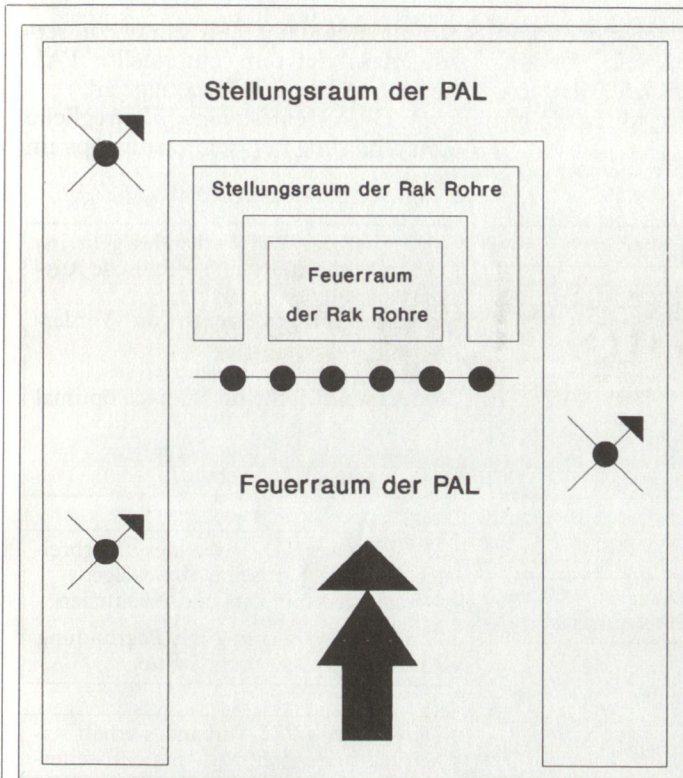 Stellungsraum der PAL
Stellungsraum der Rak Rohre
Feuerraum
der Rak Rohre
Feuerraum der PAL